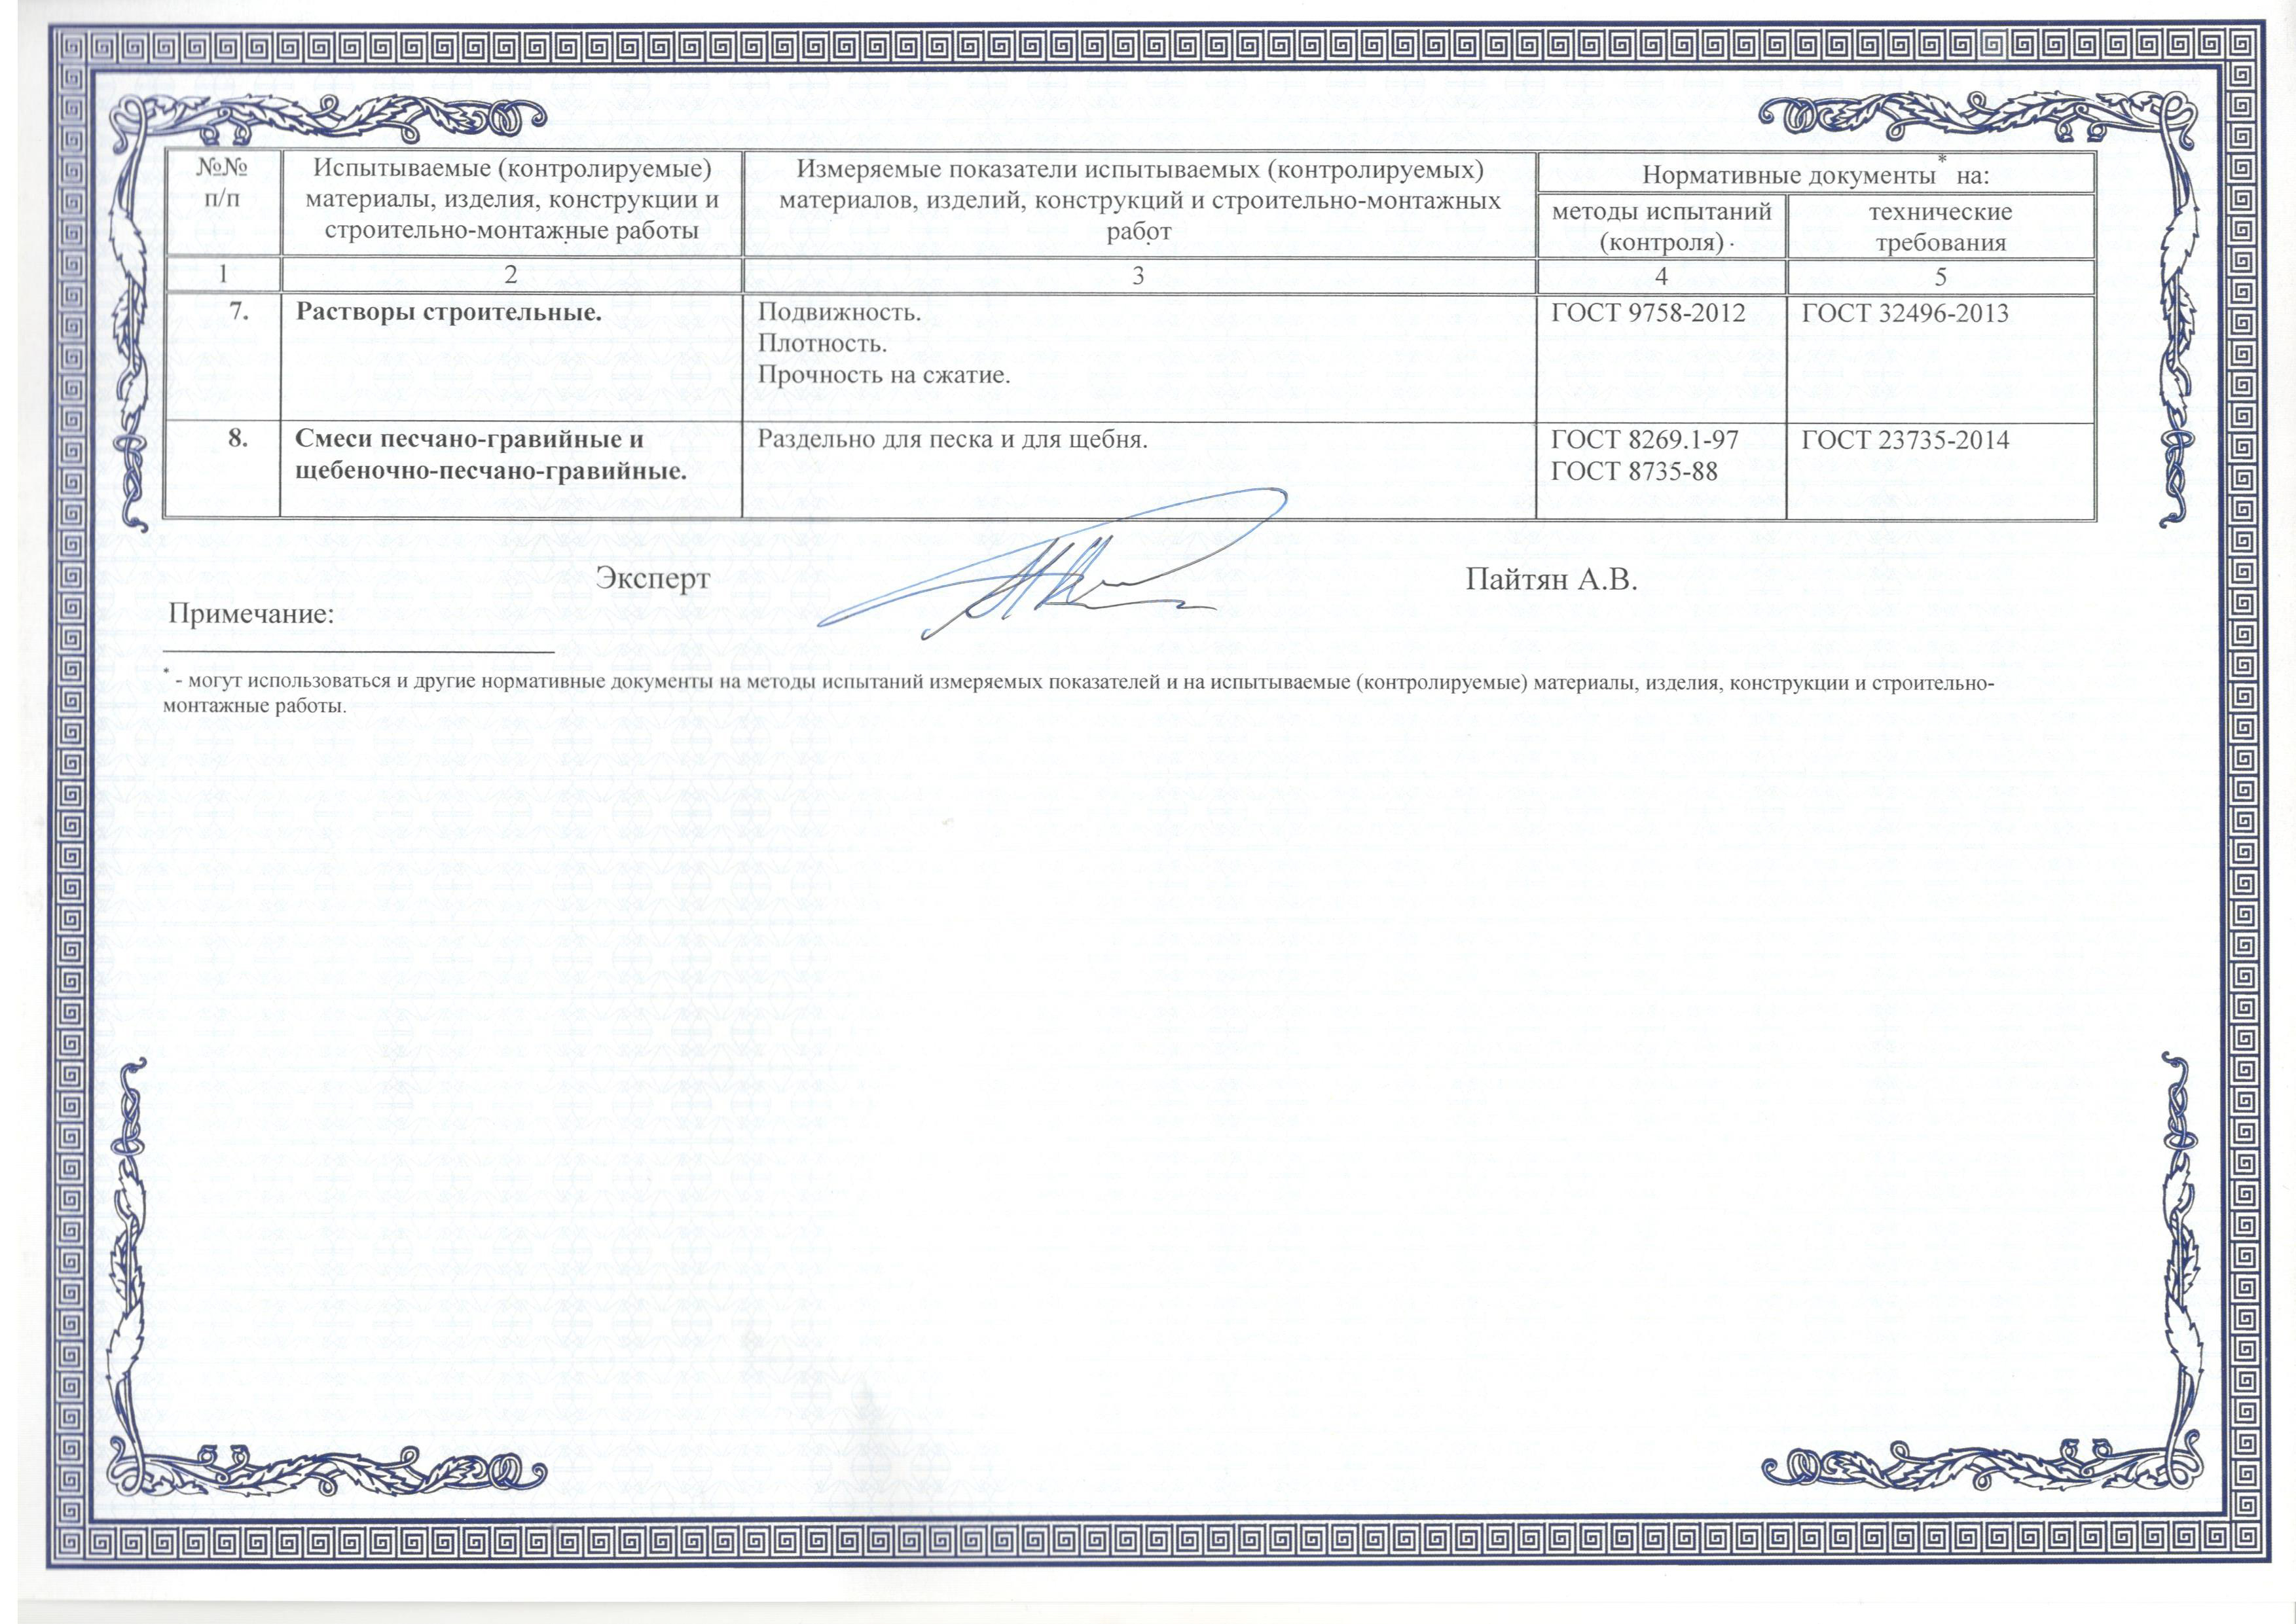 №№
п/п
Испытываемые (контролируемые)
материалы, изделия, конструкции и
строительно-монтажные работы
Измеряемые показатели испытываемых (контролируемых)
материалов, изделий, конструкций и строительно-монтажных
работ
Нормативные документы* на:
методы испытаний
(контроля)
технические
требования
1
2
3
4
5
7.
Растворы строительные.
Подвижность.
Плотность.
Прочность на сжатие.
ГОСТ 9758-2012
ГОСТ 32496-2013
8.
Смеси песчано-гравийные и
щебеночно-песчано-гравийные.
Раздельно для песка и для щебня.
ГОСТ 8269.1-97
ГОСТ 8735-88
ГОСТ 23735-2014
Эксперт
Пайтян А.В.
Примечание:
* - могут использоваться и другие нормативные документы на методы испытаний измеряемых показателей и на испытываемые (контролируемые) материалы, изделия, конструкции и строительно-
монтажные работы.